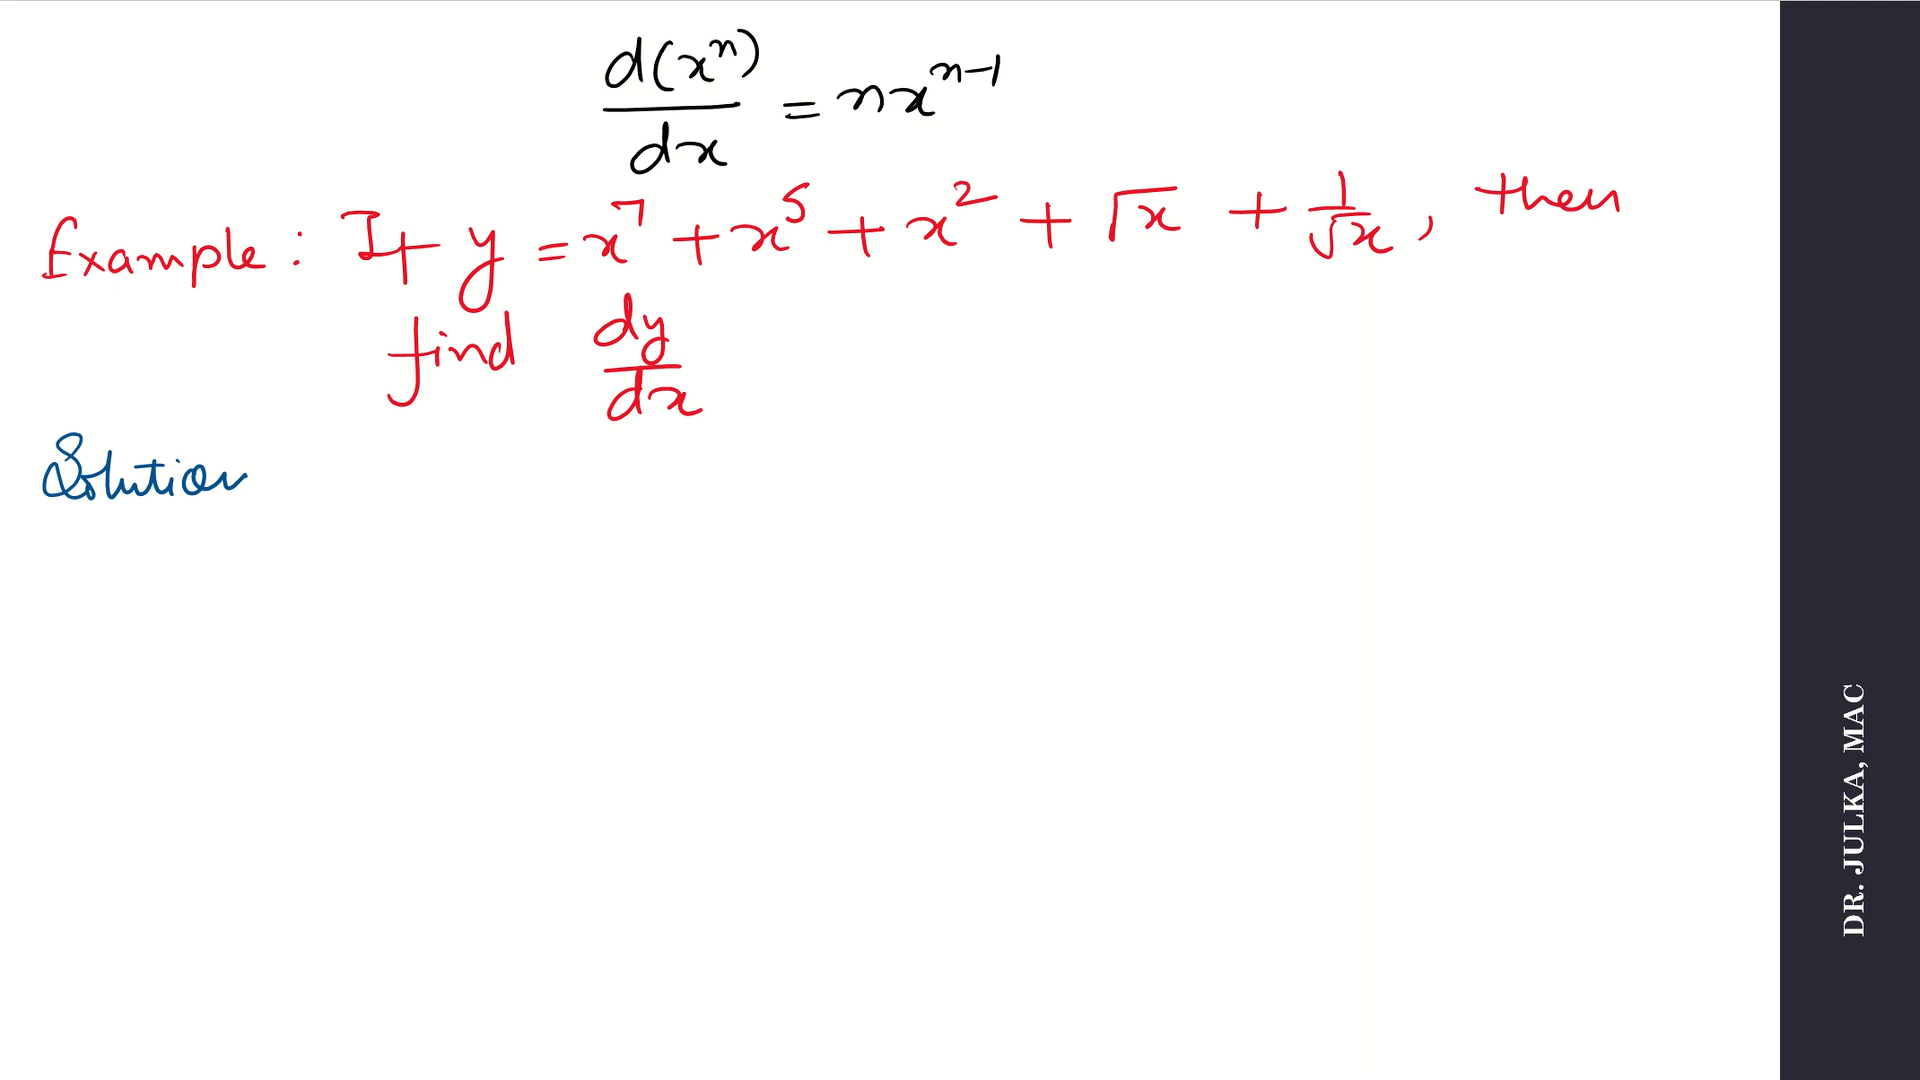 d(xⁿ)/dx = nxⁿ⁻¹
Example: If y = x⁷ + x⁵ + x² + √x + 1/√x, then
find dy/dx
Solution
DR. JULKA, MAC